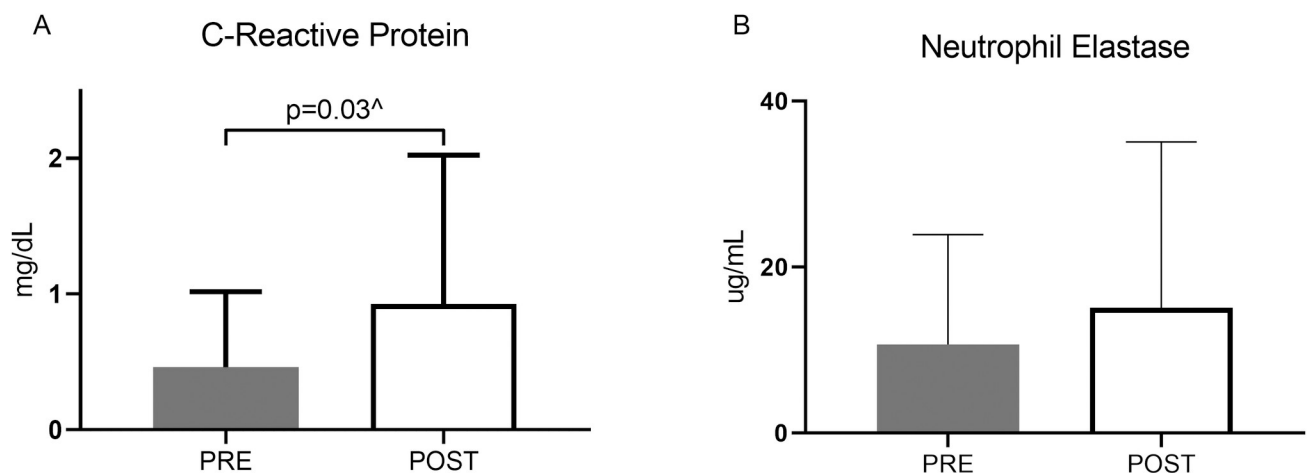 A
C-Reactive Protein
p=0.03^
2
1
0
mg/dL
PRE
POST
B
Neutrophil Elastase
40
20
0
ug/mL
PRE
POST